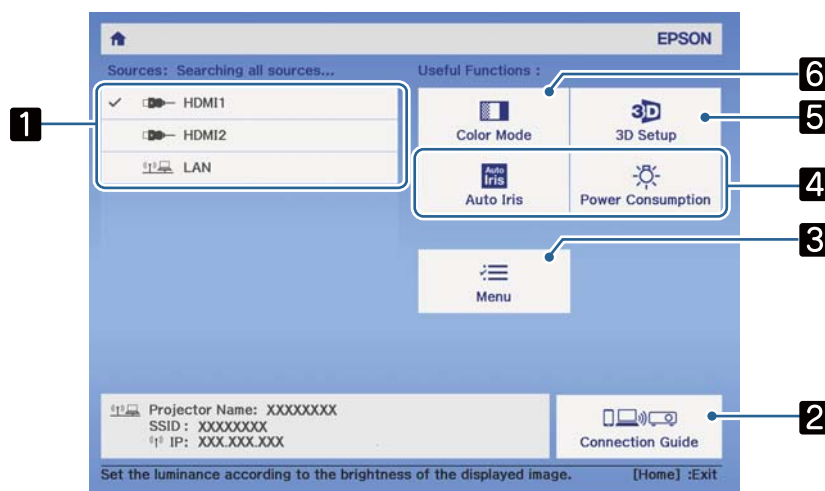 EPSON
Sources: Searching all sources...
Useful Functions :
HDMI1
HDMI2
LAN
Color Mode
3D
3D Setup
Auto Iris
Auto Iris
Power Consumption
Menu
Projector Name: XXXXXXXX
SSID : XXXXXXXX
IP: XXX.XXX.XXX
Connection Guide
Set the luminance according to the brightness of the displayed image.
[Home] :Exit
1
6
5
4
3
2